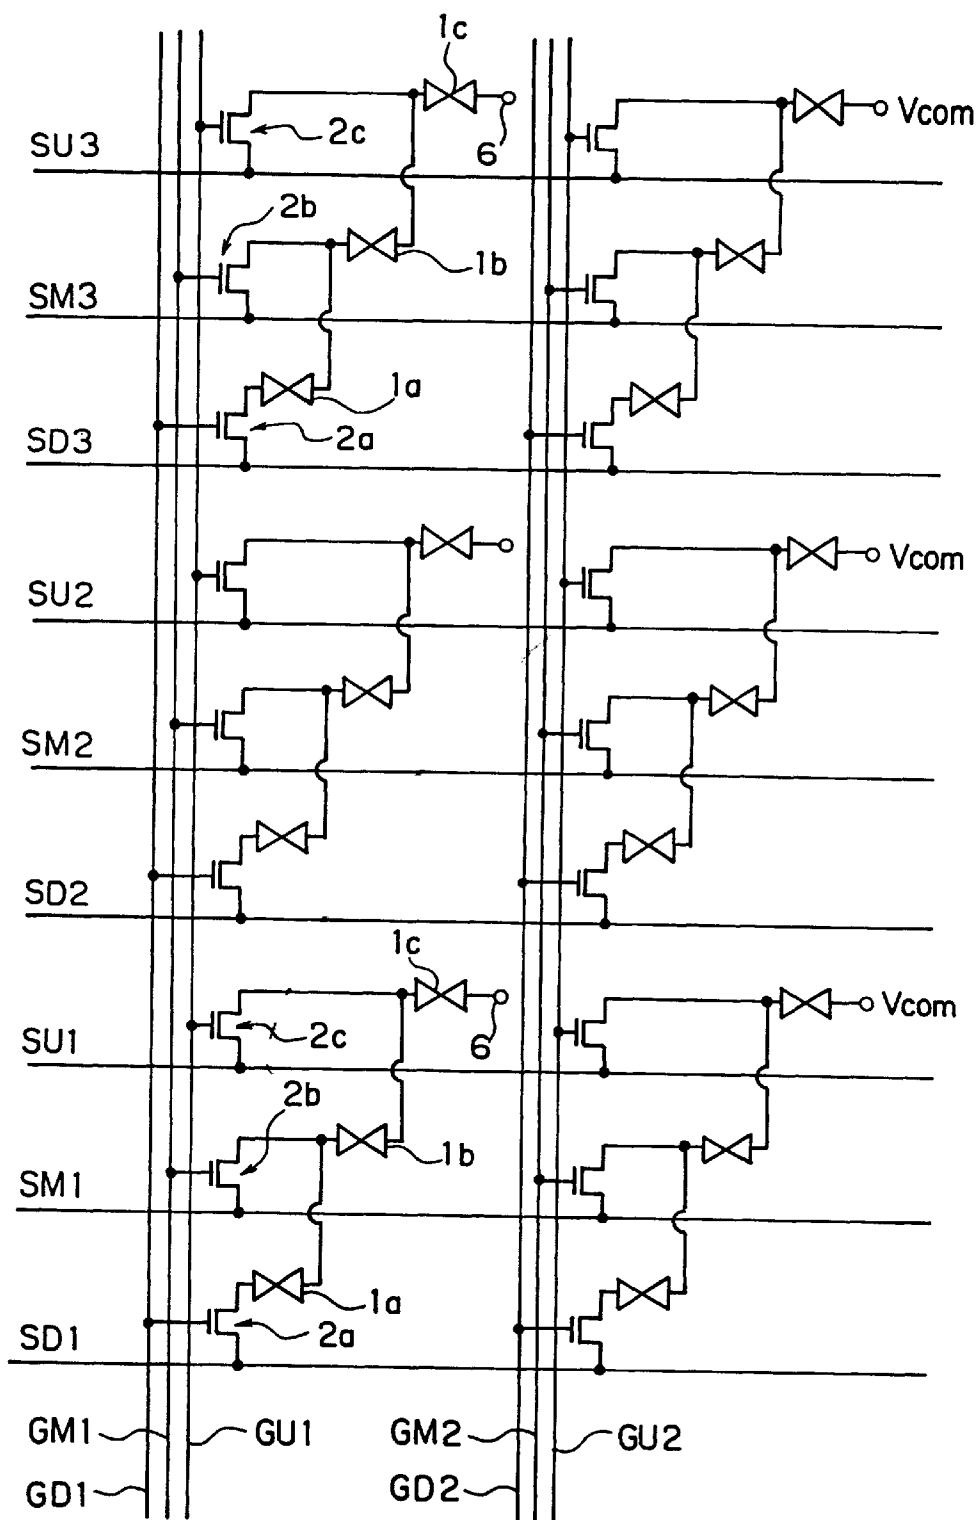 1c
2c
6
Vcom
SU3
2b
1b
SM3
1a
2a
SD3
Vcom
SU2
SM2
SD2
1c
Vcom
2c
6
SU1
2b
1b
SM1
1a
2a
SD1
GM1 GU1 GM2 GU2
GD1 GD2